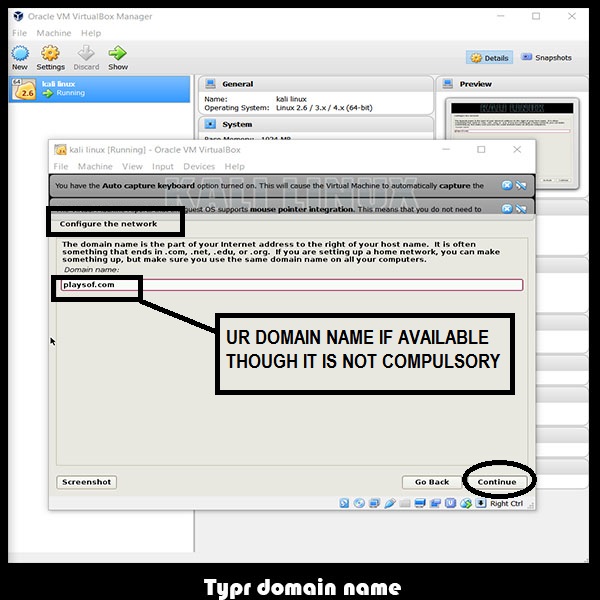 Oracle VM VirtualBox Manager
File Machine Help
New Settings Discard Show
Details Snapshots
64
2.6
kali linux
Running
General
Name: kali linux
Operating System: Linux 2.6 / 3.x / 4.x (64-bit)
System
Base Memory: 1024 MB
Preview
kali linux [Running] - Oracle VM VirtualBox
File Machine View Input Devices Help
You have the Auto capture keyboard option turned on. This will cause the Virtual Machine to automatically capture the
guest OS supports mouse pointer integration. This means that you do not need to
KALI LINUX
Configure the network
The domain name is the part of your Internet address to the right of your host name. It is often
something that ends in .com, .net, .edu, or .org. If you are setting up a home network, you can make
something up, but make sure you use the same domain name on all your computers.
Domain name:
playsof.com
UR DOMAIN NAME IF AVAILABLE
THOUGH IT IS NOT COMPULSORY
Screenshot Go Back Continue
Right Ctrl
Typr domain name